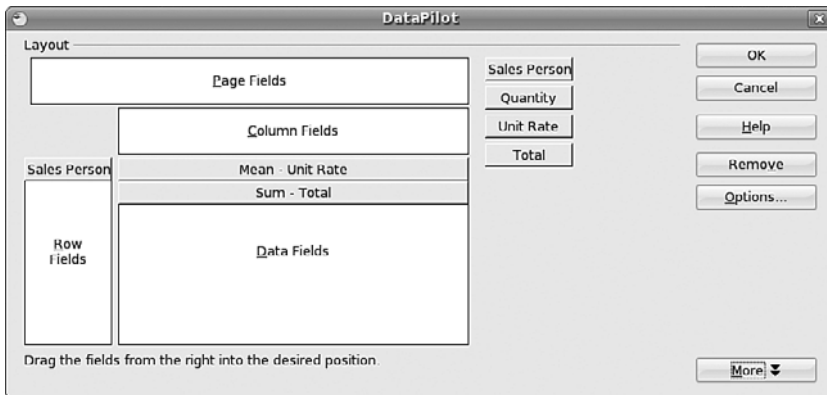 DataPilot
Layout
Page Fields
Column Fields
Sales Person
Mean - Unit Rate
Sum - Total
Row
Fields
Data Fields
Drag the fields from the right into the desired position.
Sales Person
Quantity
Unit Rate
Total
OK
Cancel
Help
Remove
Options...
More